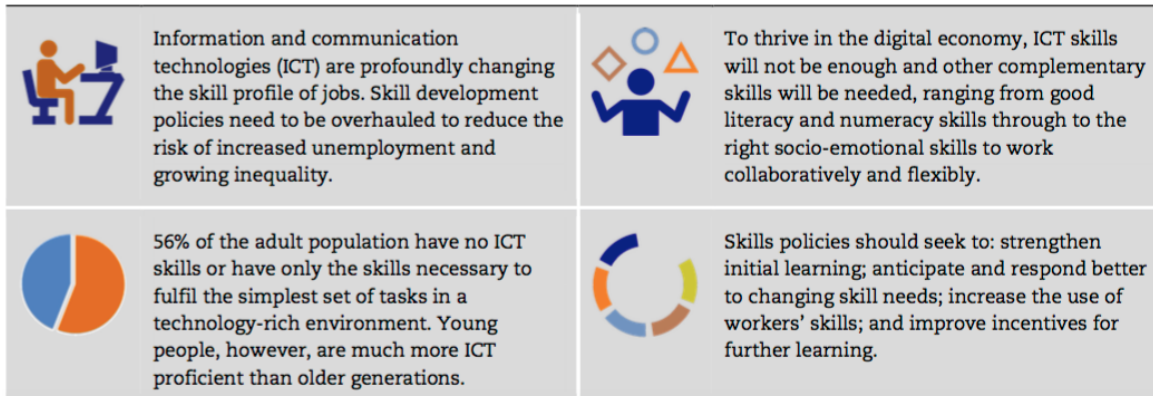 Information and communication
technologies (ICT) are profoundly changing
the skill profile of jobs. Skill development
policies need to be overhauled to reduce the
risk of increased unemployment and
growing inequality.
To thrive in the digital economy, ICT skills
will not be enough and other complementary
skills will be needed, ranging from good
literacy and numeracy skills through to the
right socio-emotional skills to work
collaboratively and flexibly.
56% of the adult population have no ICT
skills or have only the skills necessary to
fulfil the simplest set of tasks in a
technology-rich environment. Young
people, however, are much more ICT
proficient than older generations.
Skills policies should seek to: strengthen
initial learning; anticipate and respond better
to changing skill needs; increase the use of
workers' skills; and improve incentives for
further learning.